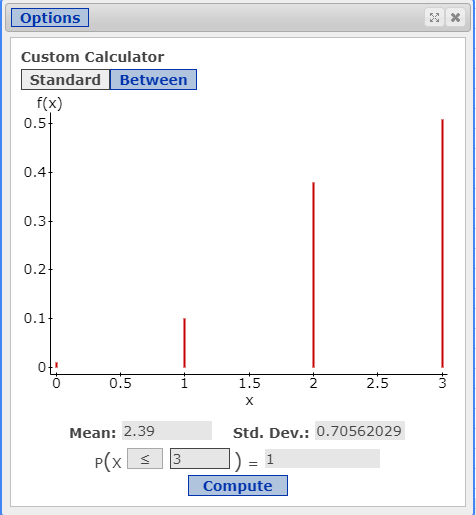 Options
Custom Calculator
Standard Between
f(x)
0.5
0.4
0.3
0.2
0.1
0
0 0.5 1 1.5 2 2.5 3
x
Mean: 2.39 Std. Dev.: 0.70562029
P(X ≤ 3 ) = 1
Compute